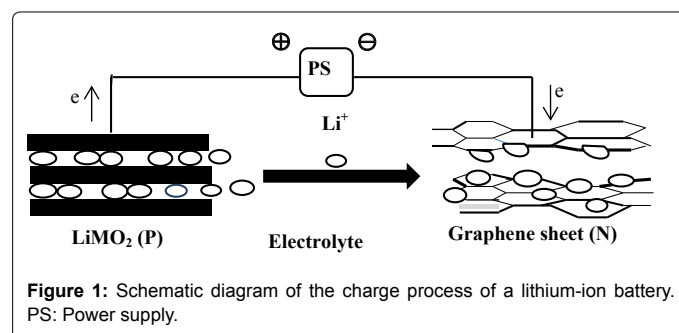 ⊕ ⊖
PS
e e
Li⁺
LiMO₂ (P) Electrolyte Graphene sheet (N)
Figure 1: Schematic diagram of the charge process of a lithium-ion battery.
PS: Power supply.